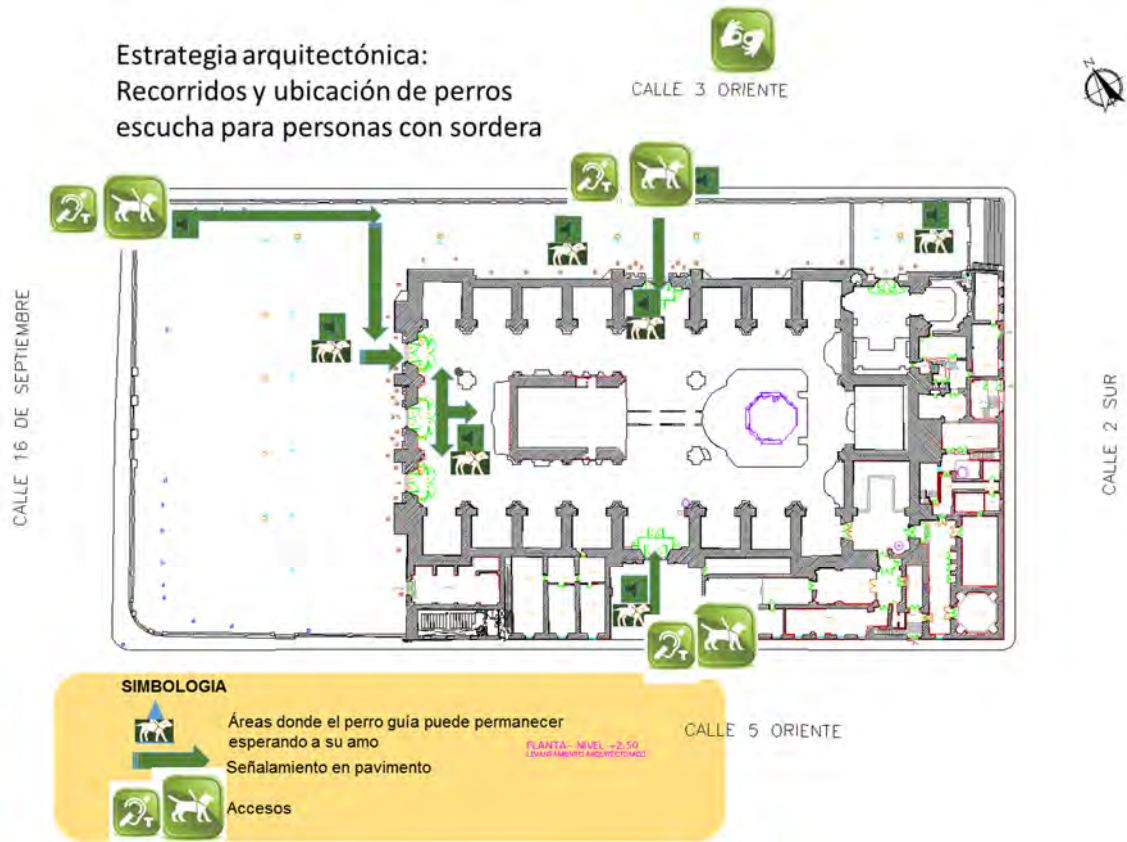 Estrategia arquitectónica:
Recorridos y ubicación de perros
escucha para personas con sordera
CALLE 3 ORIENTE
N
T
T
CALLE 16 DE SEPTIEMBRE
CALLE 2 SUR
T
SIMBOLOGIA
Áreas donde el perro guía puede permanecer
esperando a su amo
Señalamiento en pavimento
T
Accesos
PLANTA- NIVEL +2.50
LEVANTAMIENTO ARQUITECTONICO
CALLE 5 ORIENTE